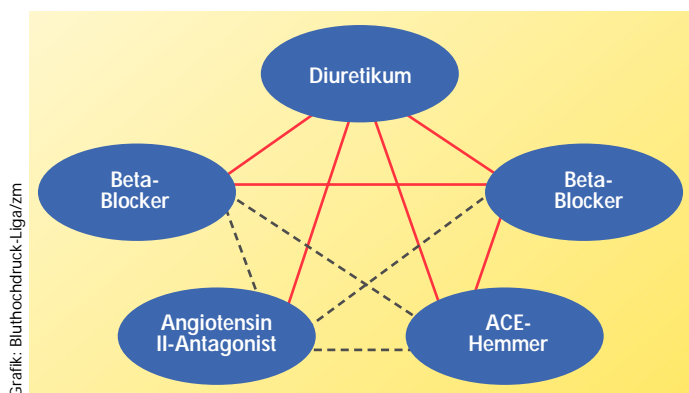 Diuretikum
Beta-
Blocker
Beta-
Blocker
Angiotensin
II-Antagonist
ACE-
Hemmer
Grafik: Bluthochdruck-Liga/zm